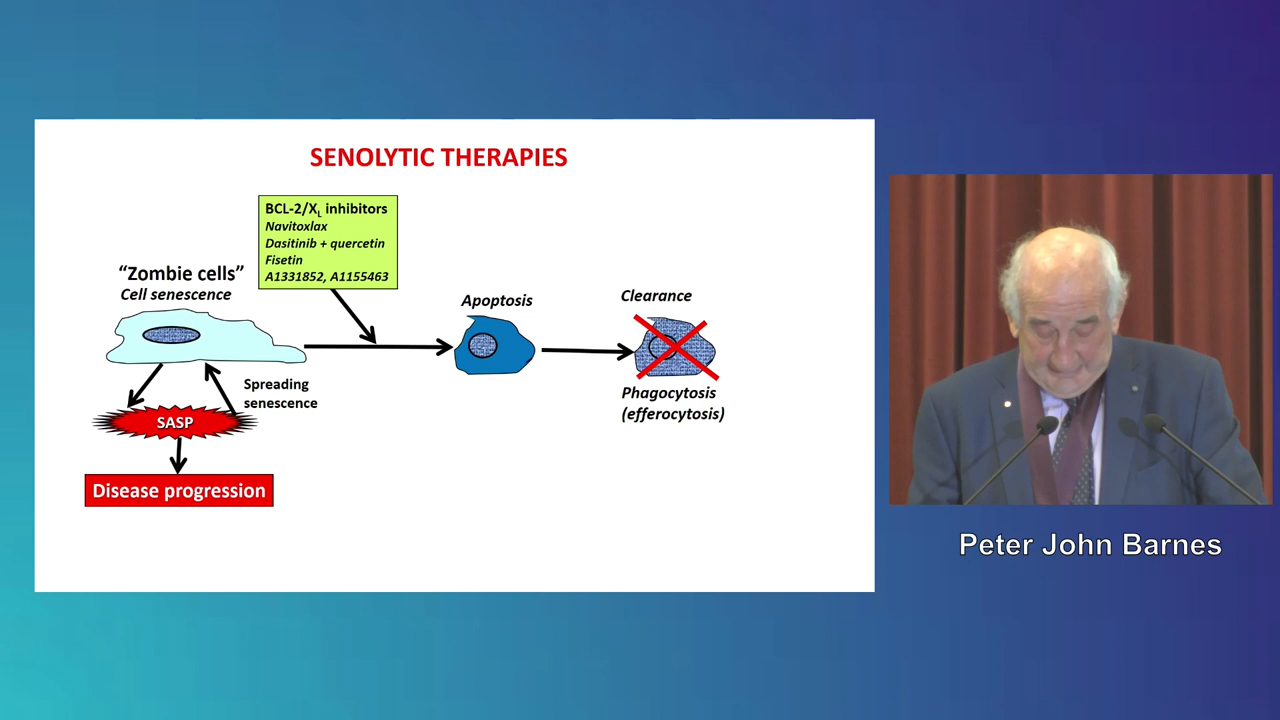 SENOLYTIC THERAPIES
BCL-2/XL inhibitors
Navitoxlax
Dasitinib + quercetin
Fisetin
A1331852, A1155463
“Zombie cells”
Cell senescence
Apoptosis
Clearance
Spreading
senescence
Phagocytosis
(efferocytosis)
SASP
Disease progression
Peter John Barnes